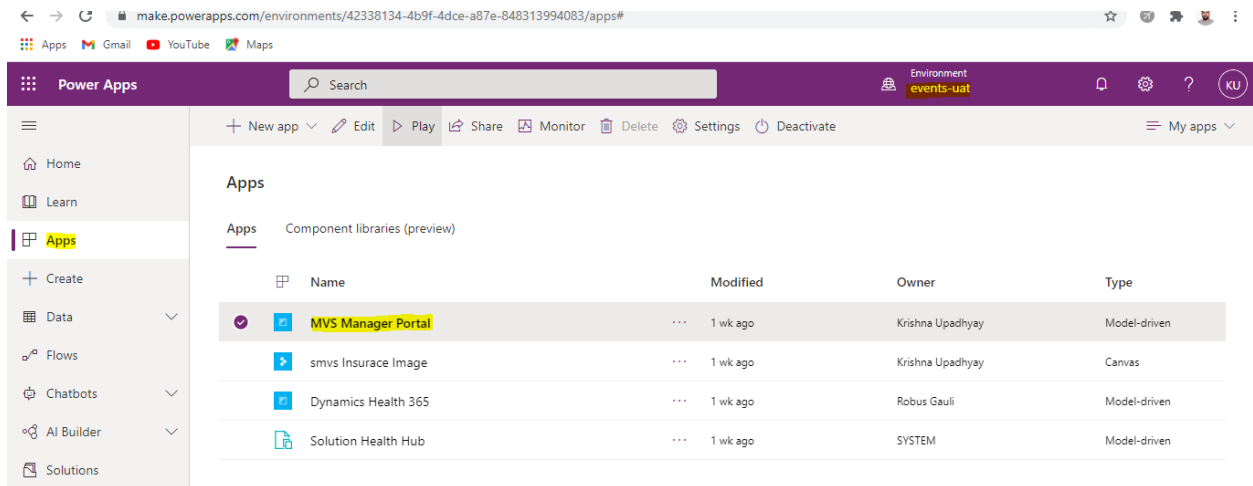 make.powerapps.com/environments/42338134-4b9f-4dce-a87e-848313994083/apps#
Apps Gmail YouTube Maps
Power Apps Search Environment
events-uat ? KU
New app Edit Play Share Monitor Delete Settings Deactivate My apps
Home
Learn
Apps
Create
Data
Flows
Chatbots
AI Builder
Solutions
Apps
Apps Component libraries (preview)
Name Modified Owner Type
MVS Manager Portal ... 1 wk ago Krishna Upadhyay Model-driven
smvs Insurace Image ... 1 wk ago Krishna Upadhyay Canvas
Dynamics Health 365 ... 1 wk ago Robus Gauli Model-driven
Solution Health Hub ... 1 wk ago SYSTEM Model-driven